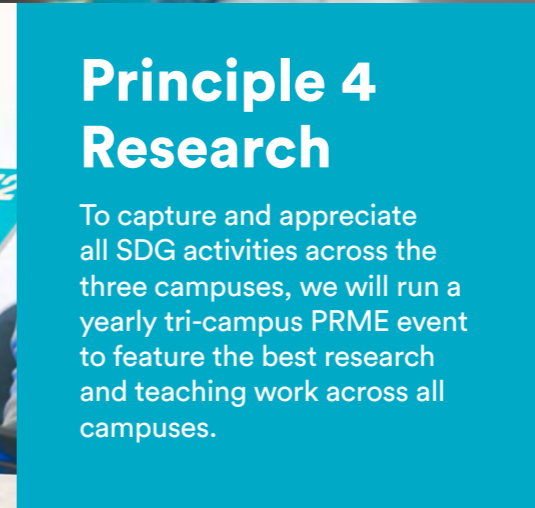 Principle 4
Research
To capture and appreciate
all SDG activities across the
three campuses, we will run a
yearly tri-campus PRME event
to feature the best research
and teaching work across all
campuses.